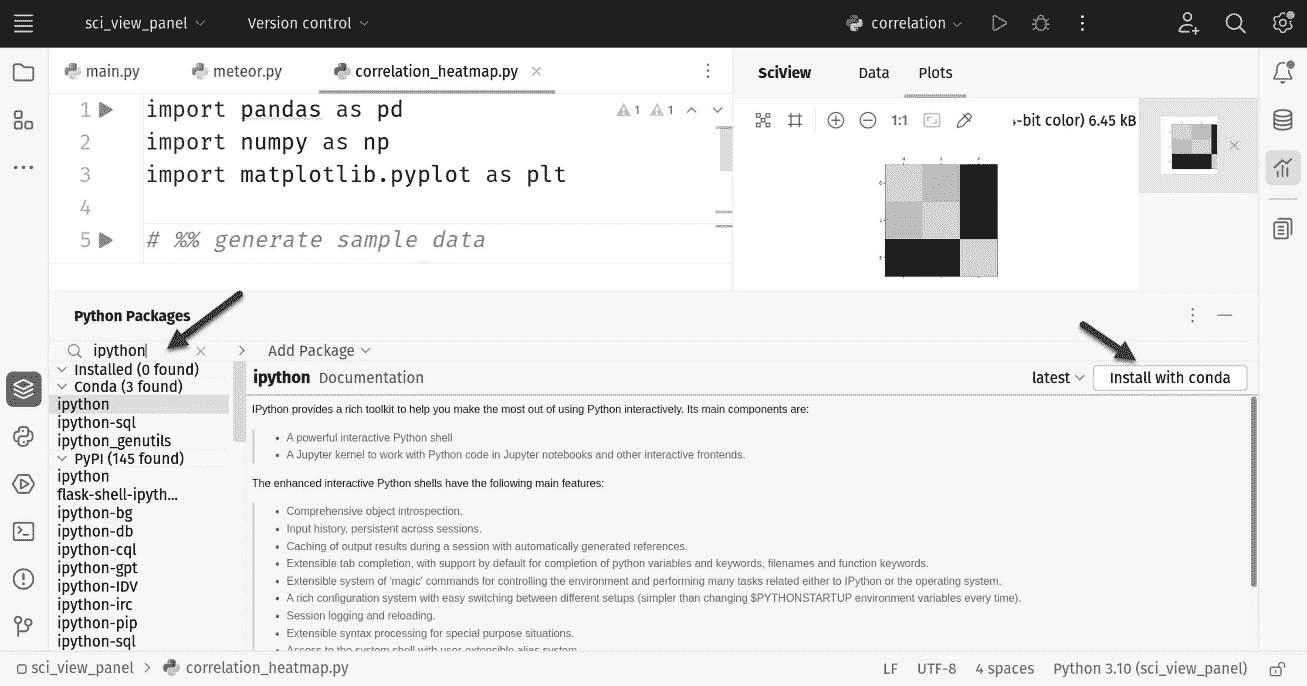 sci_view_panel Version control correlation
main.py meteor.py correlation_heatmap.py
SciView Data Plots
1 import pandas as pd
1 1
2 import numpy as np
3 import matplotlib.pyplot as plt
4
5 # %% generate sample data
1:1 -bit color) 6.45 kB
Python Packages
ipython
Add Package
Installed (0 found)
Conda (3 found)
ipython
ipython-sql
ipython_genutils
PyPI (145 found)
ipython
flask-shell-ipyth...
ipython-bg
ipython-db
ipython-cql
ipython-gpt
ipython-IDV
ipython-irc
ipython-pip
ipython-sql
ipython Documentation
latest Install with conda
IPython provides a rich toolkit to help you make the most out of using Python interactively. Its main components are:
• A powerful interactive Python shell
• A Jupyter kernel to work with Python code in Jupyter notebooks and other interactive frontends.
The enhanced interactive Python shells have the following main features:
• Comprehensive object introspection.
• Input history, persistent across sessions.
• Caching of output results during a session with automatically generated references.
• Extensible tab completion, with support by default for completion of python variables and keywords, filenames and function keywords.
• Extensible system of 'magic' commands for controlling the environment and performing many tasks related either to IPython or the operating system.
• A rich configuration system with easy switching between different setups (simpler than changing $PYTHONSTARTUP environment variables every time).
• Session logging and reloading.
• Extensible syntax processing for special purpose situations.
• Access to the system shell with user-extensible alias system.
sci_view_panel correlation_heatmap.py
LF UTF-8 4 spaces Python 3.10 (sci_view_panel)